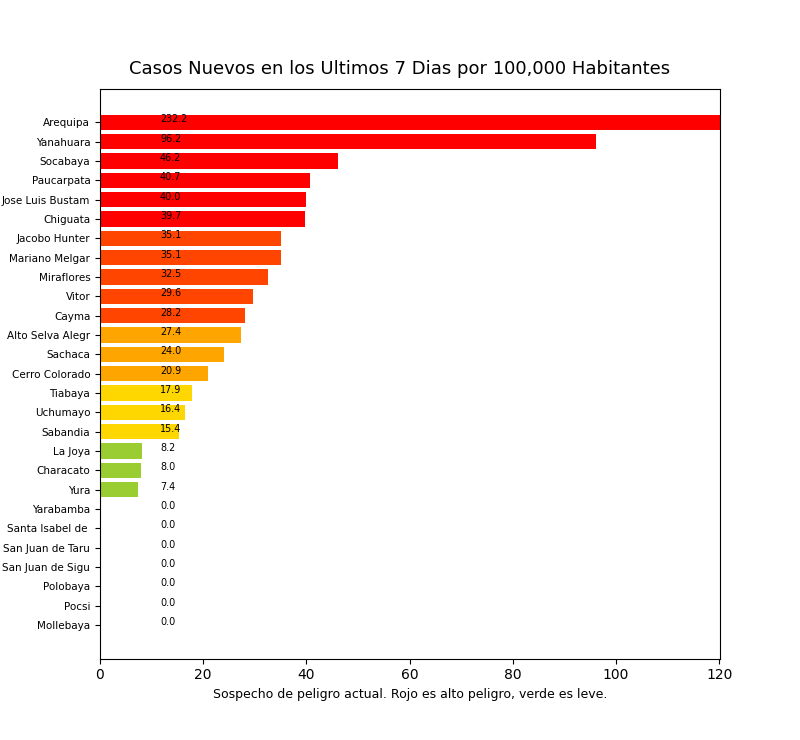 Casos Nuevos en los Ultimos 7 Dias por 100,000 Habitantes
Arequipa 232.2
Yanahuara 96.2
Socabaya 46.2
Paucarpata 40.7
Jose Luis Bustam 40.0
Chiguata 39.7
Jacobo Hunter 35.1
Mariano Melgar 35.1
Miraflores 32.5
Vitor 29.6
Cayma 28.2
Alto Selva Alegr 27.4
Sachaca 24.0
Cerro Colorado 20.9
Tiabaya 17.9
Uchumayo 16.4
Sabandia 15.4
La Joya 8.2
Characato 8.0
Yura 7.4
Yarabamba 0.0
Santa Isabel de 0.0
San Juan de Taru 0.0
San Juan de Sigu 0.0
Polobaya 0.0
Pocsi 0.0
Mollebaya 0.0
0 20 40 60 80 100 120
Sospecho de peligro actual. Rojo es alto peligro, verde es leve.